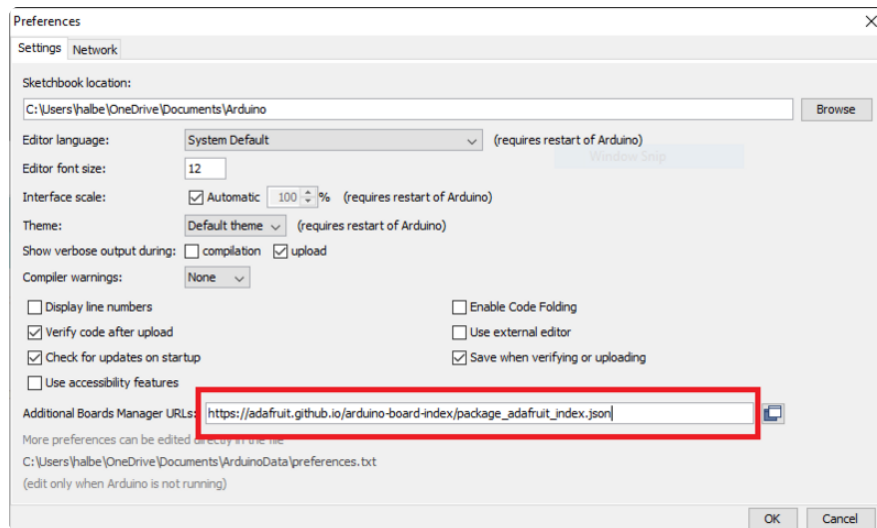 Preferences
Settings Network
Sketchbook location:
C:\Users\halbe\OneDrive\Documents\Arduino Browse
Editor language: System Default (requires restart of Arduino)
Window Snip
Editor font size: 12
Interface scale: Automatic 100 % (requires restart of Arduino)
Theme: Default theme (requires restart of Arduino)
Show verbose output during: compilation upload
Compiler warnings: None
Display line numbers Enable Code Folding
Verify code after upload Use external editor
Check for updates on startup Save when verifying or uploading
Use accessibility features
Additional Boards Manager URLs: https://adafruit.github.io/arduino-board-index/package_adafruit_index.json
More preferences can be edited directly in the file
C:\Users\halbe\OneDrive\Documents\ArduinoData\preferences.txt
(edit only when Arduino is not running)
OK Cancel